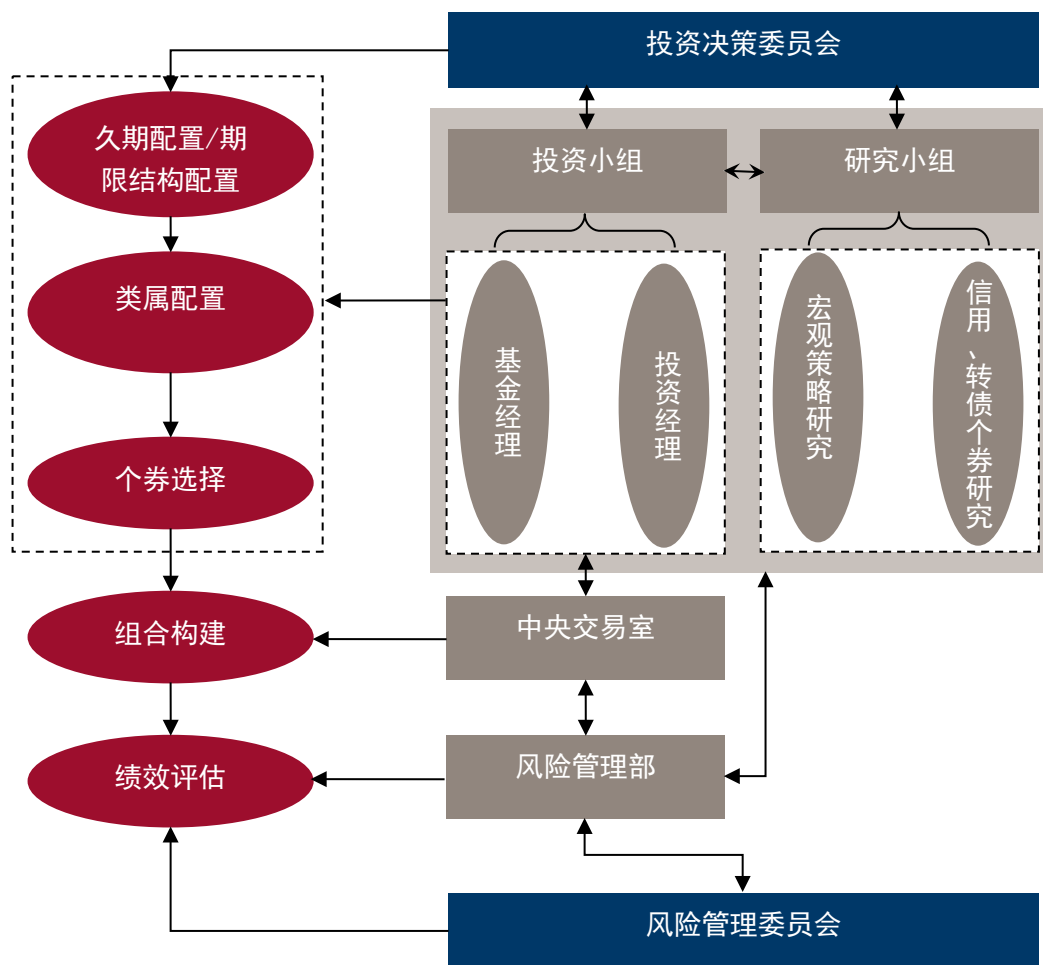 投资决策委员会
久期配置/期
限结构配置
类属配置
个券选择
组合构建
绩效评估
投资小组
研究小组
基金经理
投资经理
宏观策略研究
信用、转债个券研究
中央交易室
风险管理部
风险管理委员会